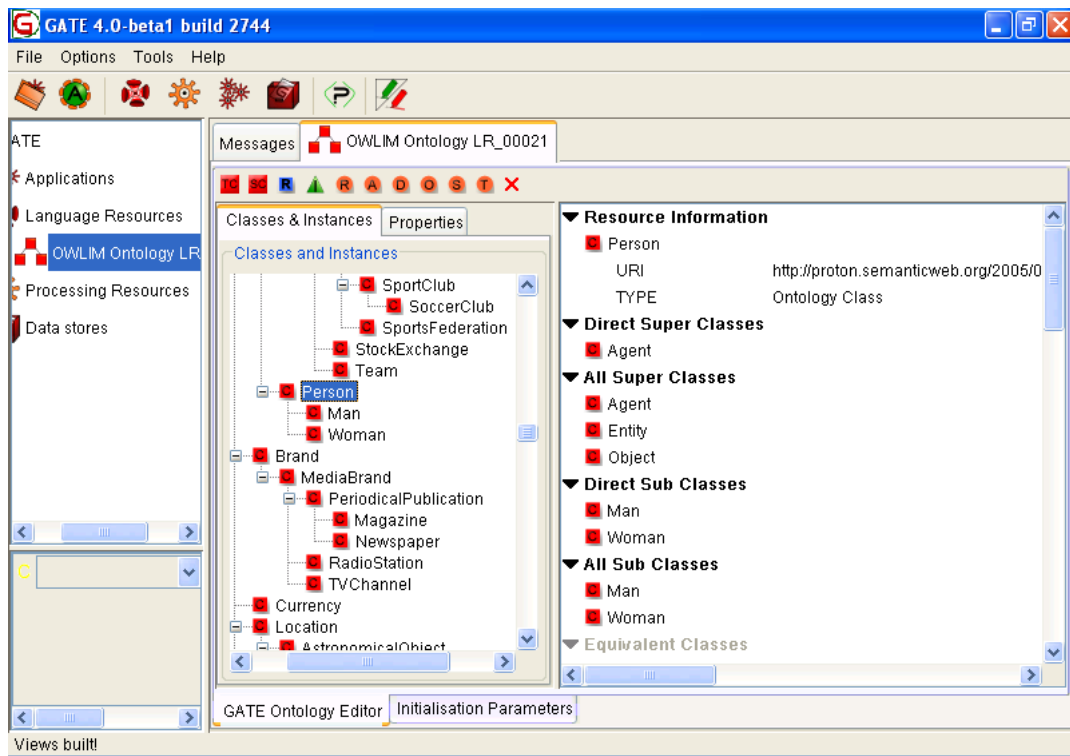 GATE 4.0-beta1 build 2744
File Options Tools Help
ATE
Applications
Language Resources
OWLIM Ontology LR
Processing Resources
Data stores
C
Messages
OWLIM Ontology LR_00021
TC SC R I R A D O S T
Classes & Instances
Properties
Classes and Instances
C SportClub
C SoccerClub
C SportsFederation
C StockExchange
C Team
C Person
C Man
C Woman
C Brand
C MediaBrand
C PeriodicalPublication
C Magazine
C Newspaper
C RadioStation
C TVChannel
C Currency
C Location
C AstronomicalObject
Resource Information
C Person
URI http://proton.semanticweb.org/2005/0
TYPE Ontology Class
Direct Super Classes
C Agent
All Super Classes
C Agent
C Entity
C Object
Direct Sub Classes
C Man
C Woman
All Sub Classes
C Man
C Woman
Equivalent Classes
GATE Ontology Editor
Initialisation Parameters
Views built!